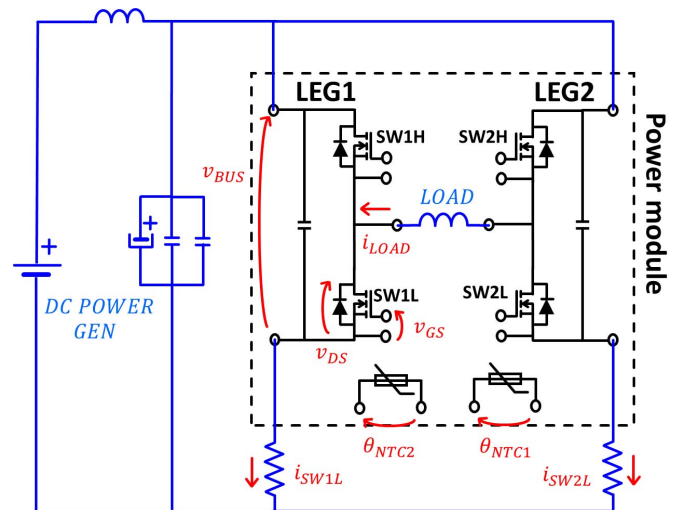 LEG1
LEG2
Power module
SW1H
SW2H
v_BUS
LOAD
i_LOAD
+
+
DC POWER
GEN
SW1L
SW2L
v_GS
v_DS
θ_NTC2
θ_NTC1
i_SW1L
i_SW2L